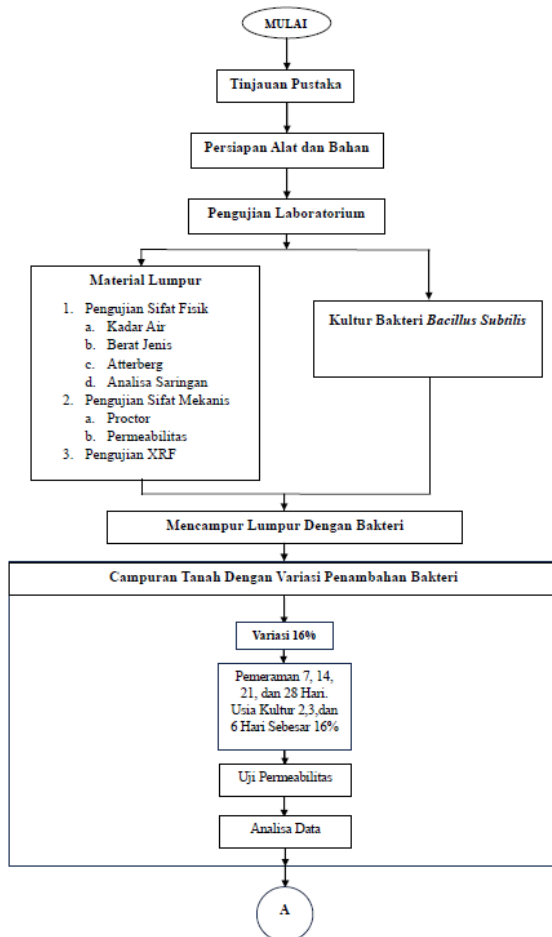 MULAI
Tinjauan Pustaka
Persiapan Alat dan Bahan
Pengujian Laboratorium
Material Lumpur
1. Pengujian Sifat Fisik
a. Kadar Air
b. Berat Jenis
c. Atterberg
d. Analisa Saringan
2. Pengujian Sifat Mekanis
a. Proctor
b. Permeabilitas
3. Pengujian XRF
Kultur Bakteri Bacillus Subtilis
Mencampur Lumpur Dengan Bakteri
Campuran Tanah Dengan Variasi Penambahan Bakteri
Variasi 16%
Pemeraman 7, 14,
21, dan 28 Hari.
Usia Kultur 2,3,dan
6 Hari Sebesar 16%
Uji Permeabilitas
Analisa Data
A